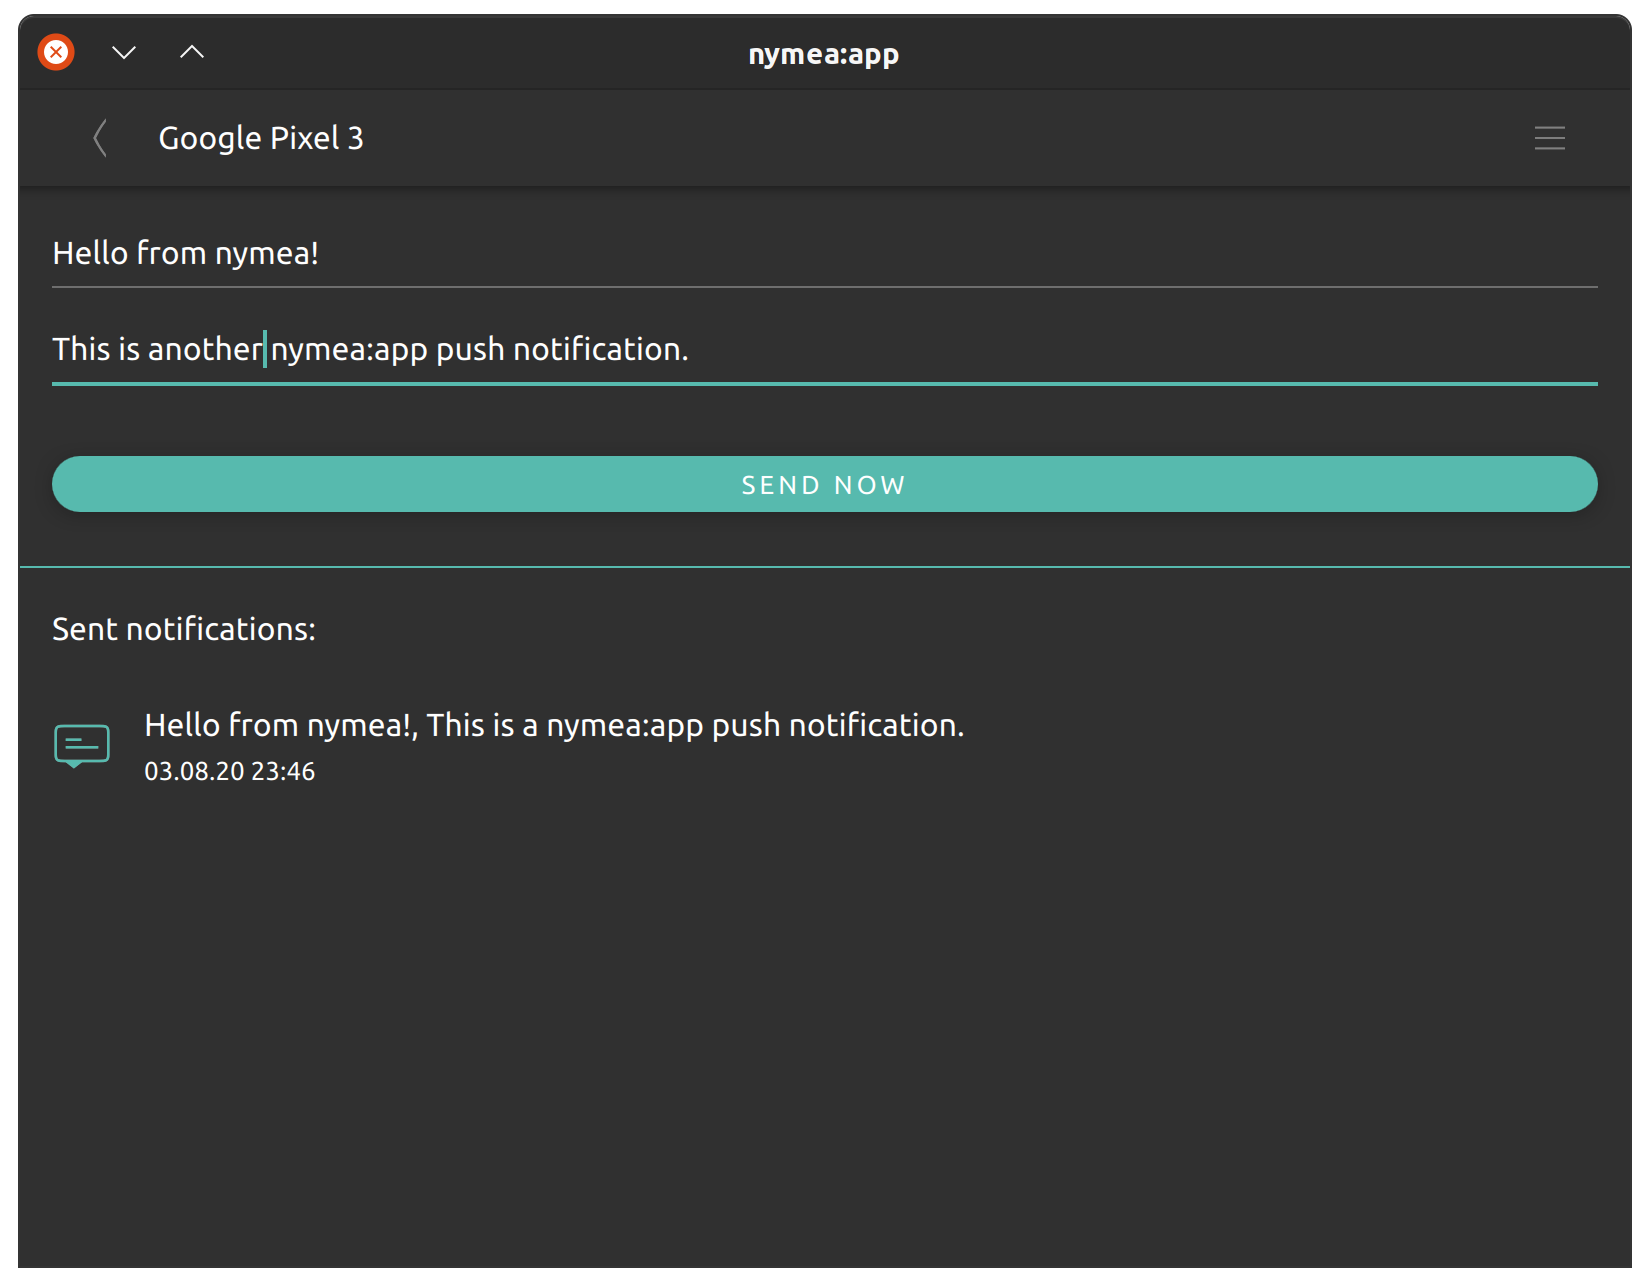 nymea:app
Google Pixel 3
Hello from nymea!
This is another nymea:app push notification.
SEND NOW
Sent notifications:
Hello from nymea!, This is a nymea:app push notification.
03.08.20 23:46